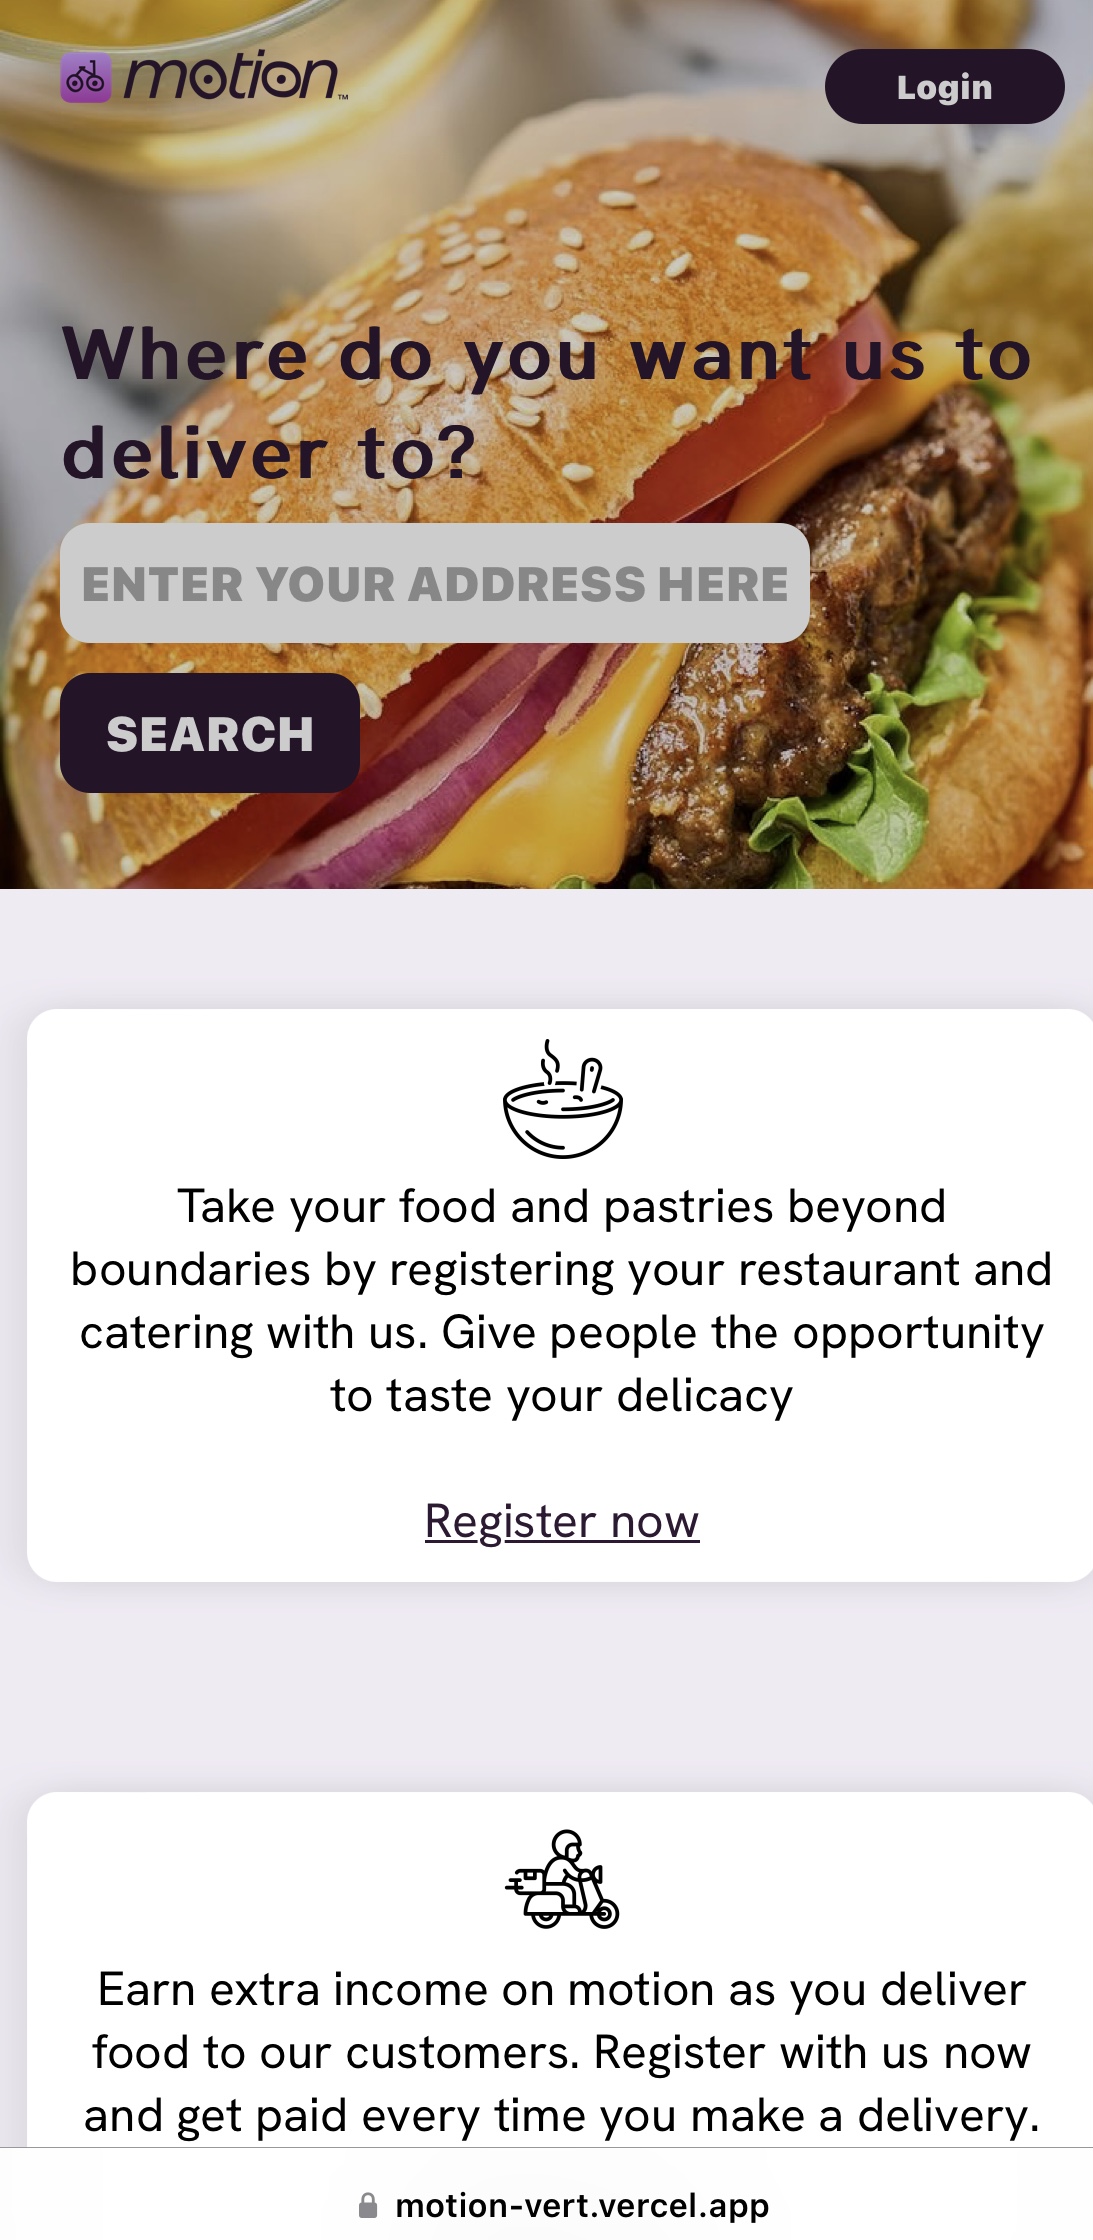 motion™
Login
Where do you want us to
deliver to?
ENTER YOUR ADDRESS HERE
SEARCH
Take your food and pastries beyond
boundaries by registering your restaurant and
catering with us. Give people the opportunity
to taste your delicacy
Register now
Earn extra income on motion as you deliver
food to our customers. Register with us now
and get paid every time you make a delivery.
motion-vert.vercel.app